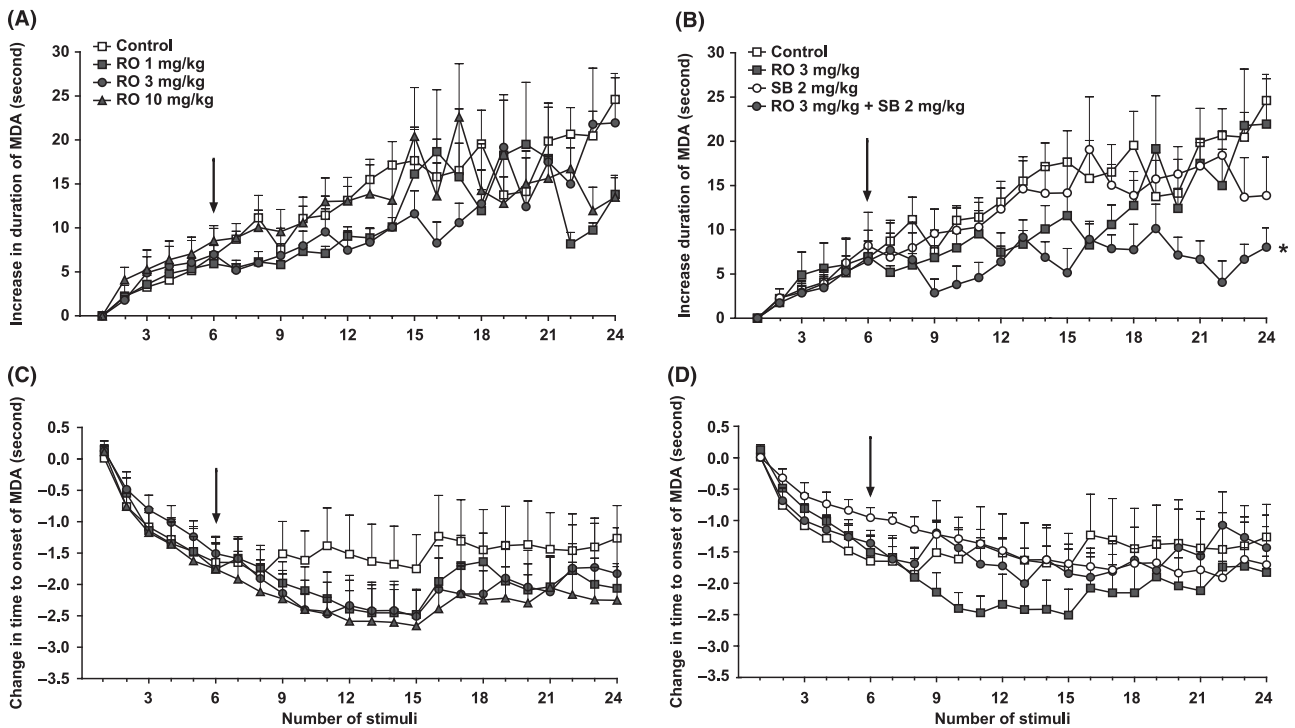 (A)
Increase in duration of MDA (second)
30
25
20
15
10
5
0
Control
RO 1 mg/kg
RO 3 mg/kg
RO 10 mg/kg
3 6 9 12 15 18 21 24
(B)
Increase duration of MDA (second)
30
25
20
15
10
5
0
Control
RO 3 mg/kg
SB 2 mg/kg
RO 3 mg/kg + SB 2 mg/kg
*
3 6 9 12 15 18 21 24
(C)
Change in time to onset of MDA (second)
0.5
0.0
–0.5
–1.0
–1.5
–2.0
–2.5
–3.0
–3.5
3 6 9 12 15 18 21 24
Number of stimuli
(D)
Change in time to onset of MDA (second)
0.5
0.0
–0.5
–1.0
–1.5
–2.0
–2.5
–3.0
–3.5
3 6 9 12 15 18 21 24
Number of stimuli